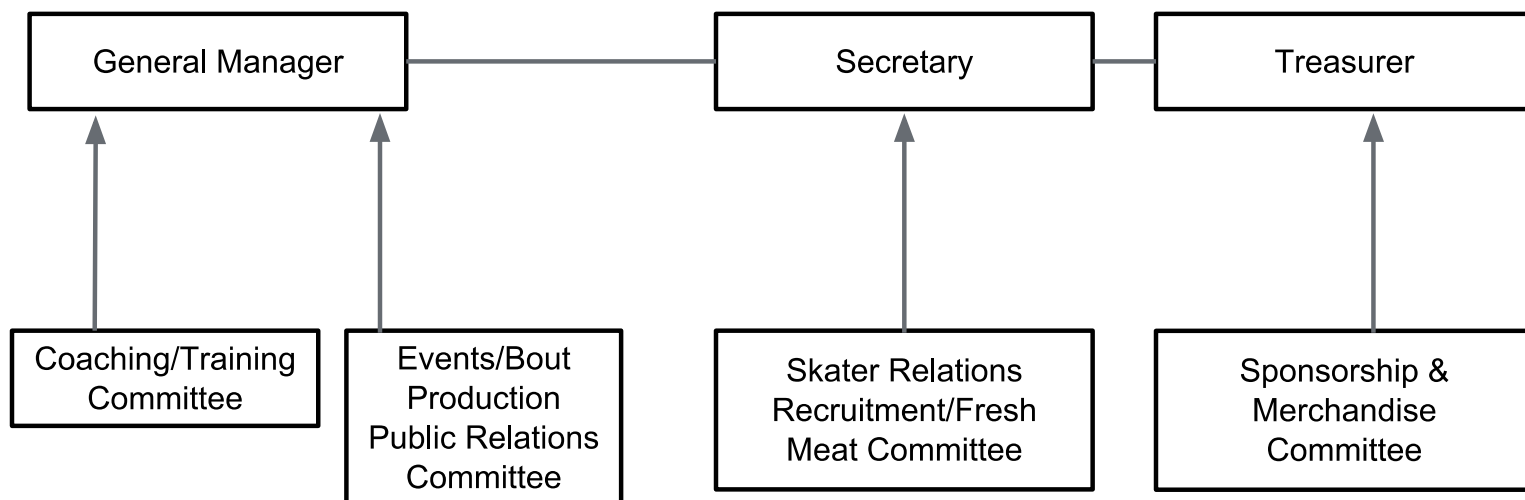 General Manager
Secretary
Treasurer
Coaching/Training
Committee
Events/Bout
Production
Public Relations
Committee
Skater Relations
Recruitment/Fresh
Meat Committee
Sponsorship &
Merchandise
Committee